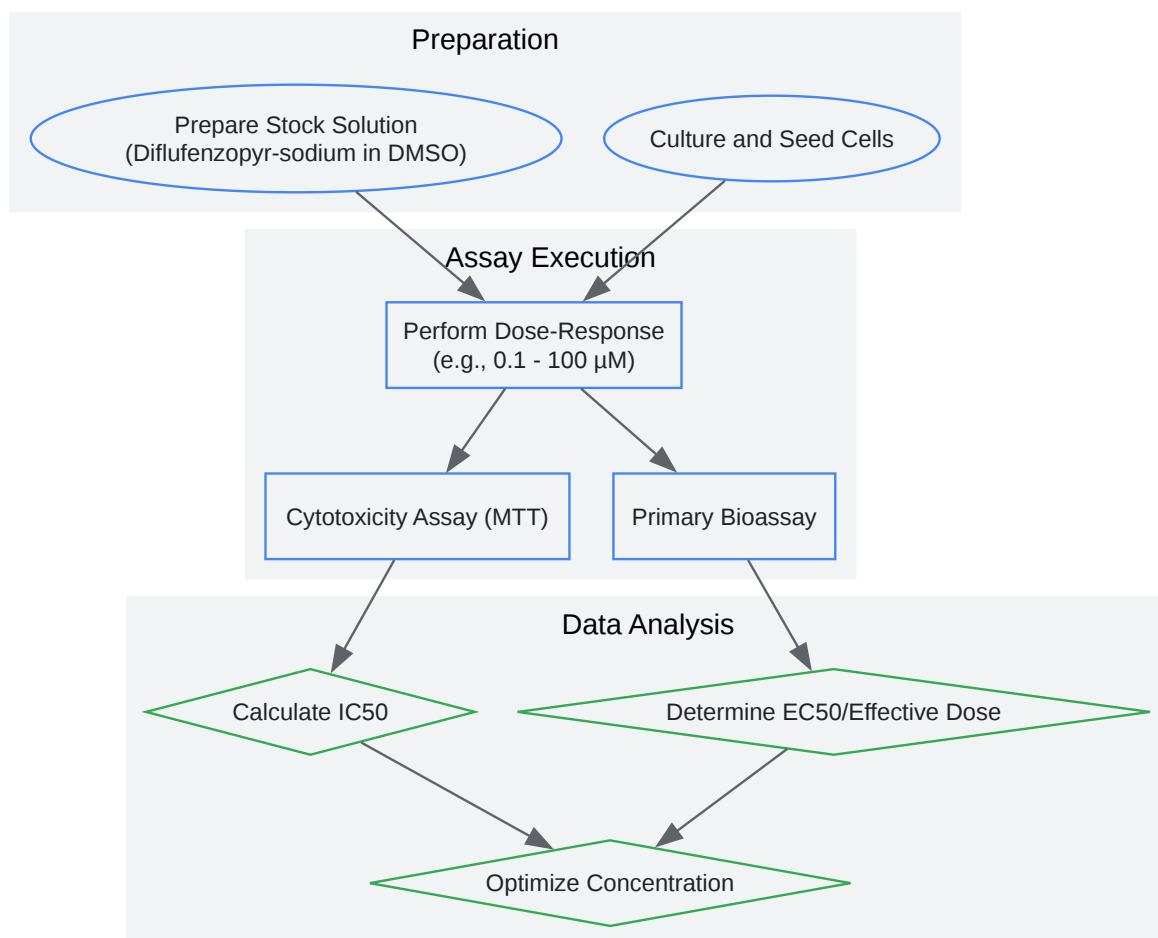 Preparation
Prepare Stock Solution
(Diflufenzopyr-sodium in DMSO)
Culture and Seed Cells
Assay Execution
Perform Dose-Response
(e.g., 0.1 - 100 µM)
Cytotoxicity Assay (MTT)
Primary Bioassay
Data Analysis
Calculate IC50
Determine EC50/Effective Dose
Optimize Concentration